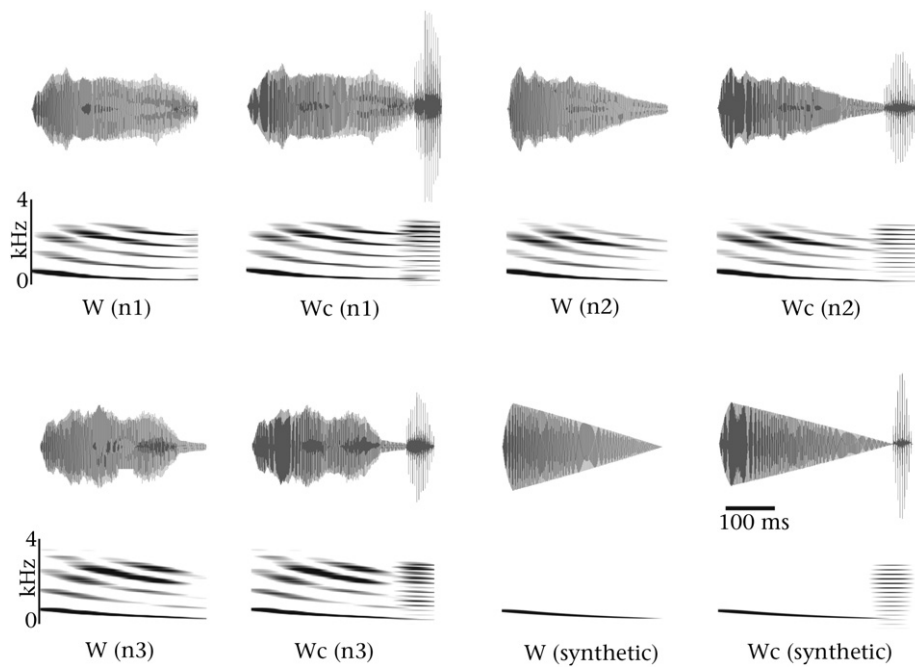 4
kHz
0
W (n1)
Wc (n1)
W (n2)
Wc (n2)
100 ms
4
kHz
0
W (n3)
Wc (n3)
W (synthetic)
Wc (synthetic)